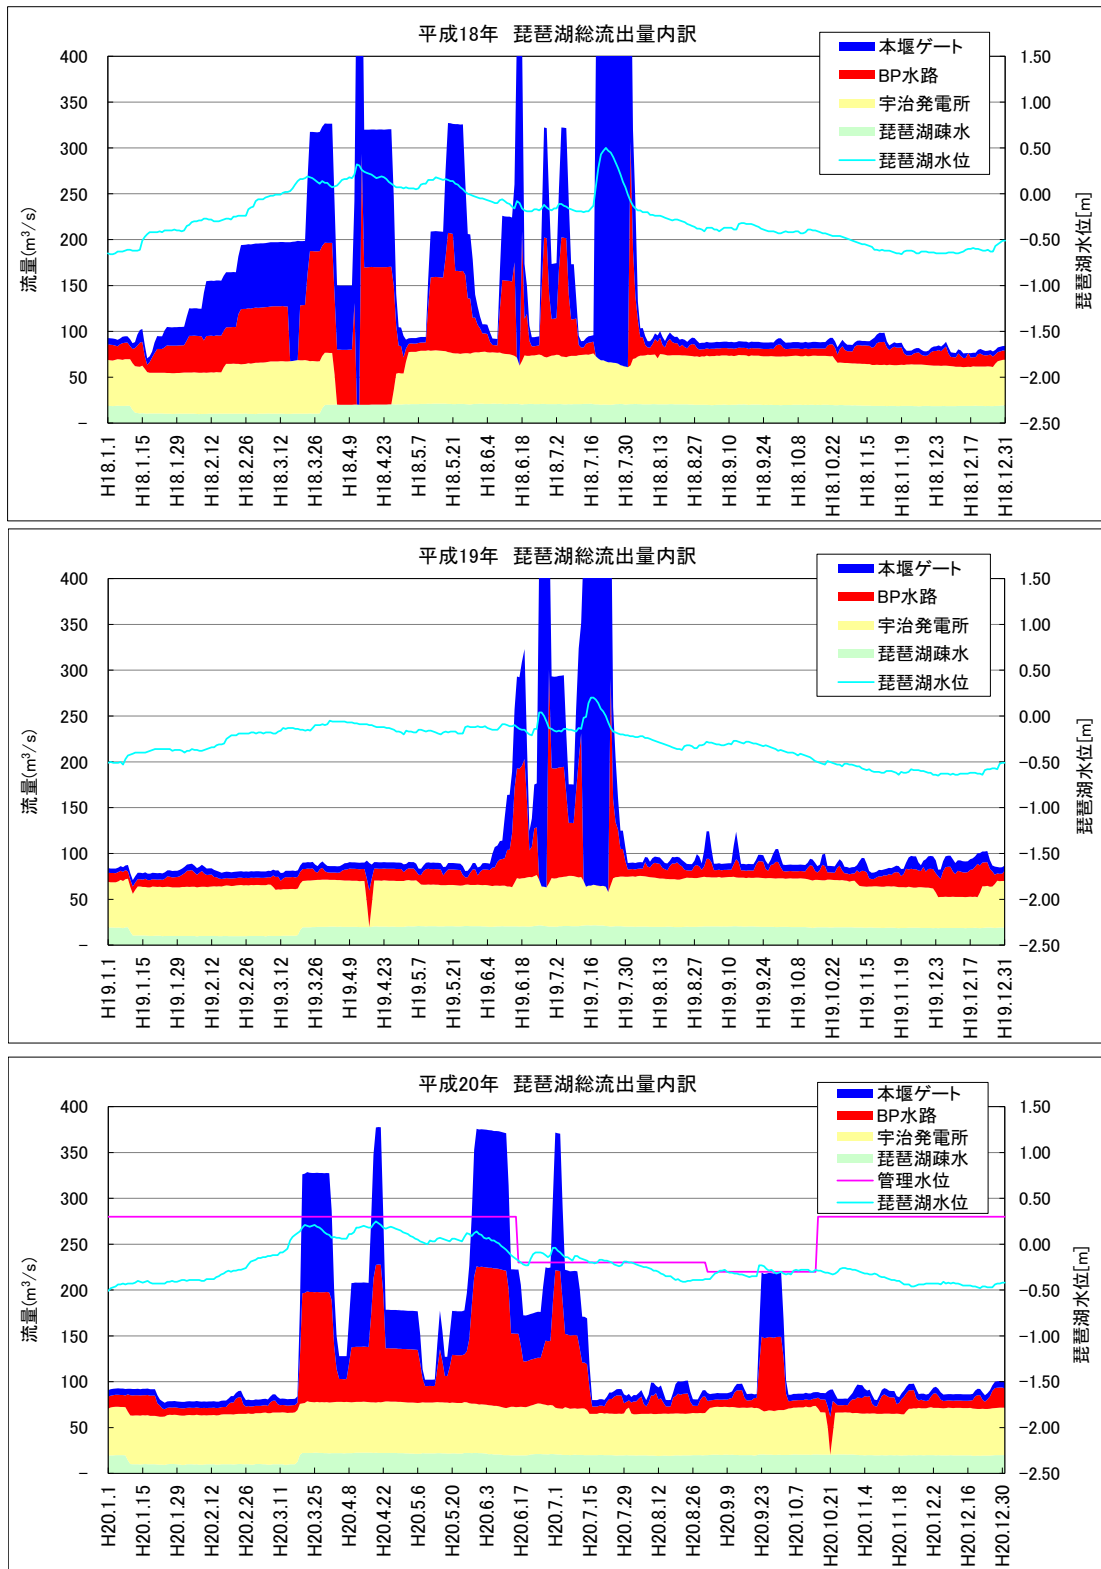 平成18年 琵琶湖総流出量内訳
本堰ゲート
BP水路
宇治発電所
琵琶湖疎水
琵琶湖水位
400
350
300
250
200
150
100
50
-
流量(m³/s)
1.50
1.00
0.50
0.00
-0.50
-1.00
-1.50
-2.00
-2.50
琵琶湖水位[m]
H18.1.1
H18.1.15
H18.1.29
H18.2.12
H18.2.26
H18.3.12
H18.3.26
H18.4.9
H18.4.23
H18.5.7
H18.5.21
H18.6.4
H18.6.18
H18.7.2
H18.7.16
H18.7.30
H18.8.13
H18.8.27
H18.9.10
H18.9.24
H18.10.8
H18.10.22
H18.11.5
H18.11.19
H18.12.3
H18.12.17
H18.12.31
平成19年 琵琶湖総流出量内訳
本堰ゲート
BP水路
宇治発電所
琵琶湖疎水
琵琶湖水位
400
350
300
250
200
150
100
50
-
流量(m³/s)
1.50
1.00
0.50
0.00
-0.50
-1.00
-1.50
-2.00
-2.50
琵琶湖水位[m]
H19.1.1
H19.1.15
H19.1.29
H19.2.12
H19.2.26
H19.3.12
H19.3.26
H19.4.9
H19.4.23
H19.5.7
H19.5.21
H19.6.4
H19.6.18
H19.7.2
H19.7.16
H19.7.30
H19.8.13
H19.8.27
H19.9.10
H19.9.24
H19.10.8
H19.10.22
H19.11.5
H19.11.19
H19.12.3
H19.12.17
H19.12.31
平成20年 琵琶湖総流出量内訳
本堰ゲート
BP水路
宇治発電所
琵琶湖疎水
管理水位
琵琶湖水位
400
350
300
250
200
150
100
50
-
流量(m³/s)
1.50
1.00
0.50
0.00
-0.50
-1.00
-1.50
-2.00
-2.50
琵琶湖水位[m]
H20.1.1
H20.1.15
H20.1.29
H20.2.12
H20.2.26
H20.3.11
H20.3.25
H20.4.8
H20.4.22
H20.5.6
H20.5.20
H20.6.3
H20.6.17
H20.7.1
H20.7.15
H20.7.29
H20.8.12
H20.8.26
H20.9.9
H20.9.23
H20.10.7
H20.10.21
H20.11.4
H20.11.18
H20.12.2
H20.12.16
H20.12.30